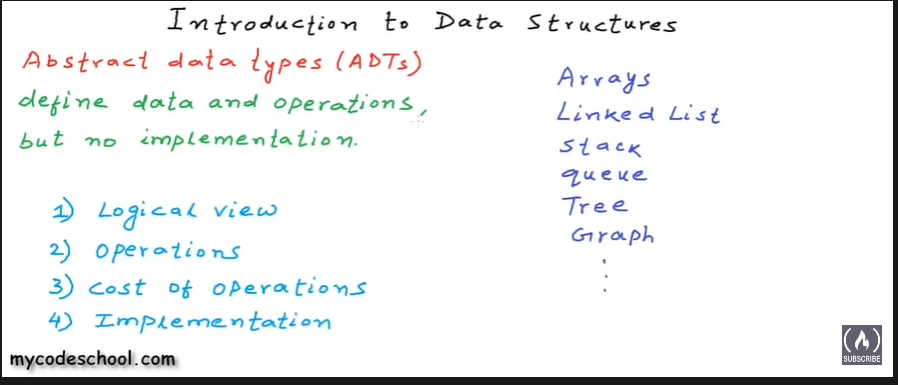 Introduction to Data Structures
Abstract data types (ADTs)
define data and operations,
but no implementation.
1) Logical view
2) Operations
3) Cost of operations
4) Implementation
Arrays
Linked List
Stack
queue
Tree
Graph
mycodeschool.com
SUBSCRIBE